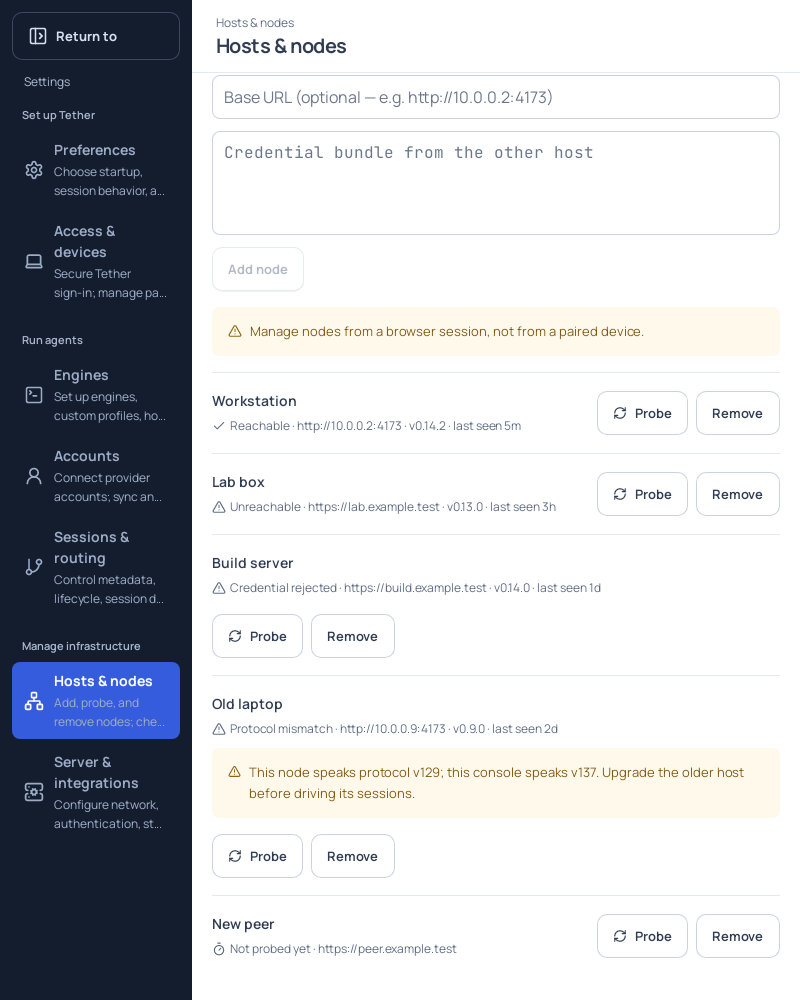 Return to
Settings
Set up Tether
Preferences
Choose startup,
session behavior, a...
Access &
devices
Secure Tether
sign-in; manage pa...
Run agents
Engines
Set up engines,
custom profiles, ho...
Accounts
Connect provider
accounts; sync an...
Sessions &
routing
Control metadata,
lifecycle, session d...
Manage infrastructure
Hosts & nodes
Add, probe, and
remove nodes; che...
Server &
integrations
Configure network,
authentication, st...
Hosts & nodes
Hosts & nodes
Base URL (optional — e.g. http://10.0.0.2:4173)
Credential bundle from the other host
Add node
Manage nodes from a browser session, not from a paired device.
Workstation
Reachable · http://10.0.0.2:4173 · v0.14.2 · last seen 5m
Probe
Remove
Lab box
Unreachable · https://lab.example.test · v0.13.0 · last seen 3h
Probe
Remove
Build server
Credential rejected · https://build.example.test · v0.14.0 · last seen 1d
Probe
Remove
Old laptop
Protocol mismatch · http://10.0.0.9:4173 · v0.9.0 · last seen 2d
This node speaks protocol v129; this console speaks v137. Upgrade the older host
before driving its sessions.
Probe
Remove
New peer
Not probed yet · https://peer.example.test
Probe
Remove